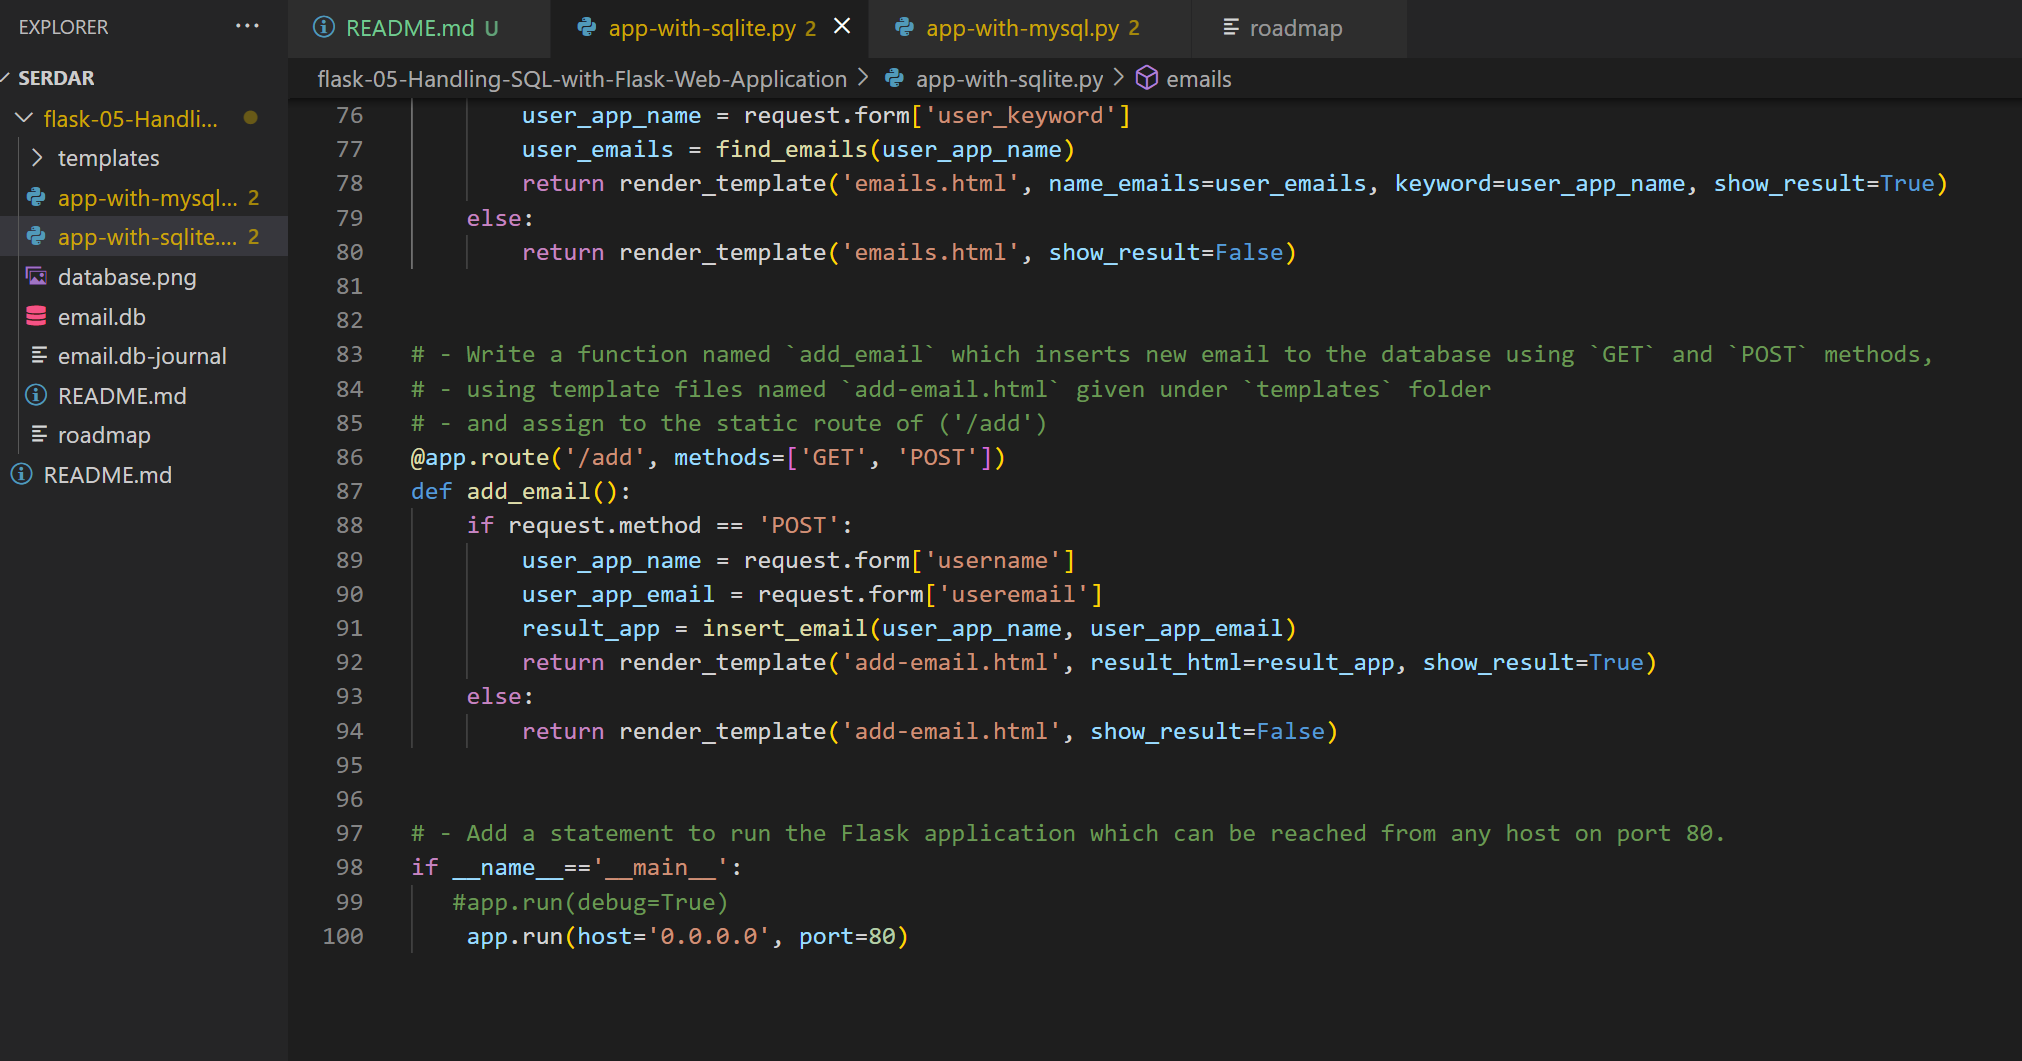 EXPLORER ...
SERDAR
flask-05-Handli...
templates
app-with-mysql... 2
app-with-sqlite.... 2
database.png
email.db
email.db-journal
README.md
roadmap
README.md
README.md U
app-with-sqlite.py 2
app-with-mysql.py 2
roadmap
flask-05-Handling-SQL-with-Flask-Web-Application > app-with-sqlite.py > emails
76         user_app_name = request.form['user_keyword']
77         user_emails = find_emails(user_app_name)
78         return render_template('emails.html', name_emails=user_emails, keyword=user_app_name, show_result=True)
79     else:
80         return render_template('emails.html', show_result=False)
81
82
83 # - Write a function named `add_email` which inserts new email to the database using `GET` and `POST` methods,
84 # - using template files named `add-email.html` given under `templates` folder
85 # - and assign to the static route of ('/add')
86 @app.route('/add', methods=['GET', 'POST'])
87 def add_email():
88     if request.method == 'POST':
89         user_app_name = request.form['username']
90         user_app_email = request.form['useremail']
91         result_app = insert_email(user_app_name, user_app_email)
92         return render_template('add-email.html', result_html=result_app, show_result=True)
93     else:
94         return render_template('add-email.html', show_result=False)
95
96
97 # - Add a statement to run the Flask application which can be reached from any host on port 80.
98 if __name__=='__main__':
99    #app.run(debug=True)
100     app.run(host='0.0.0.0', port=80)